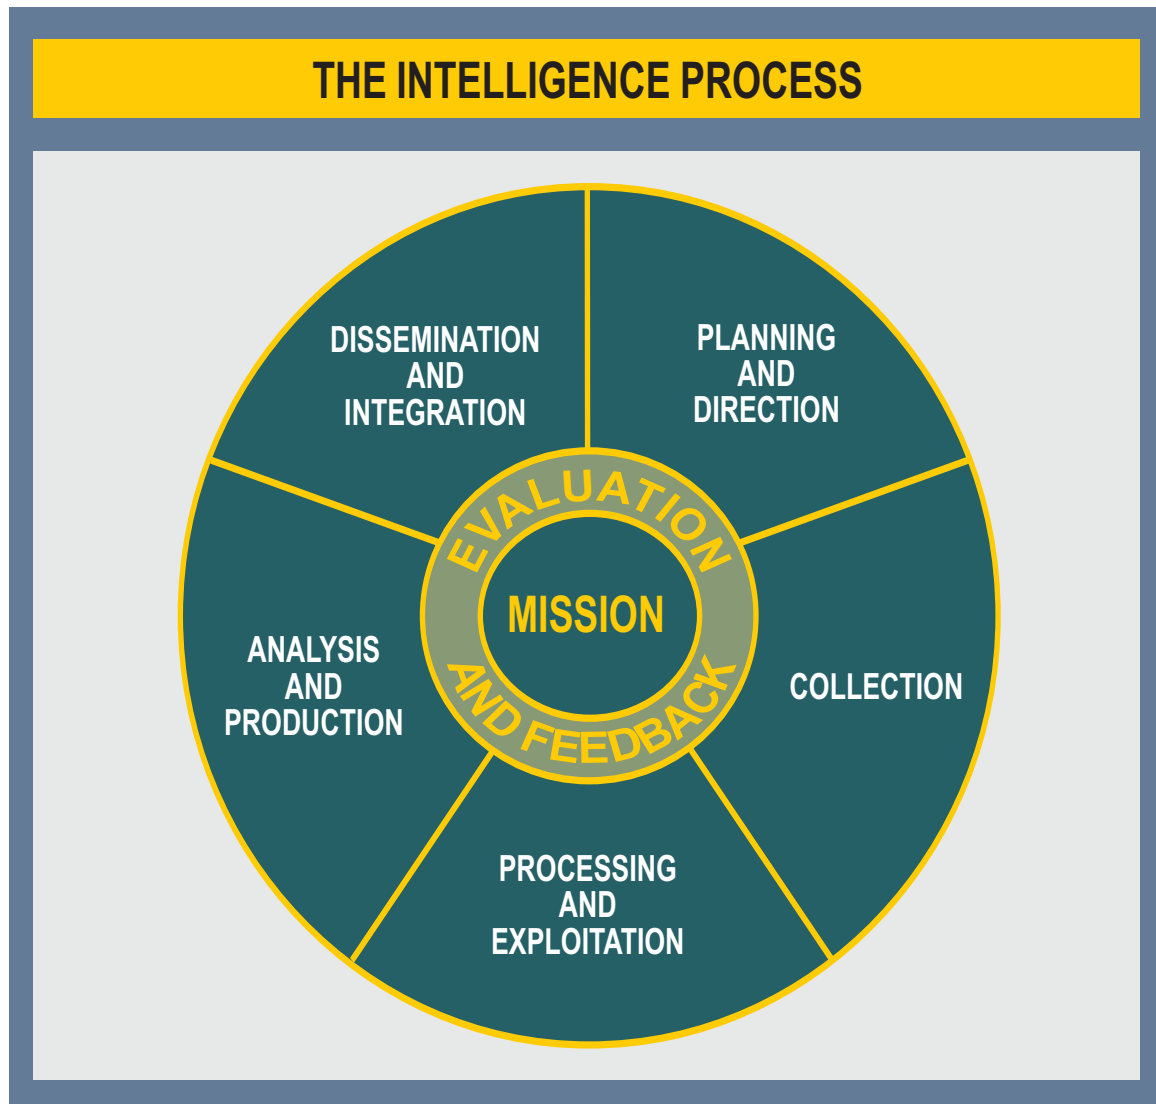 THE INTELLIGENCE PROCESS
DISSEMINATION
AND
INTEGRATION
PLANNING
AND
DIRECTION
EVALUATION
MISSION
AND FEEDBACK
ANALYSIS
AND
PRODUCTION
COLLECTION
PROCESSING
AND
EXPLOITATION